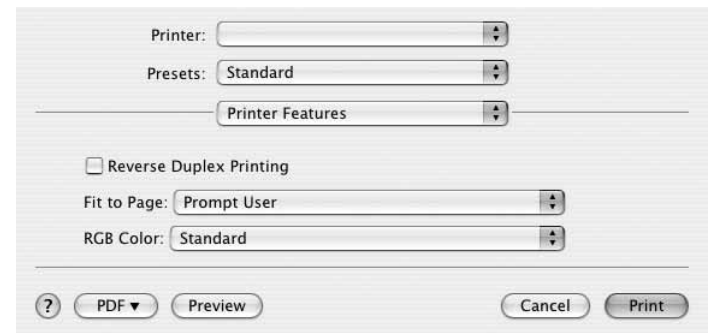 Printer:
Presets: Standard
Printer Features
Reverse Duplex Printing
Fit to Page: Prompt User
RGB Color: Standard
? PDF ▼ Preview Cancel Print